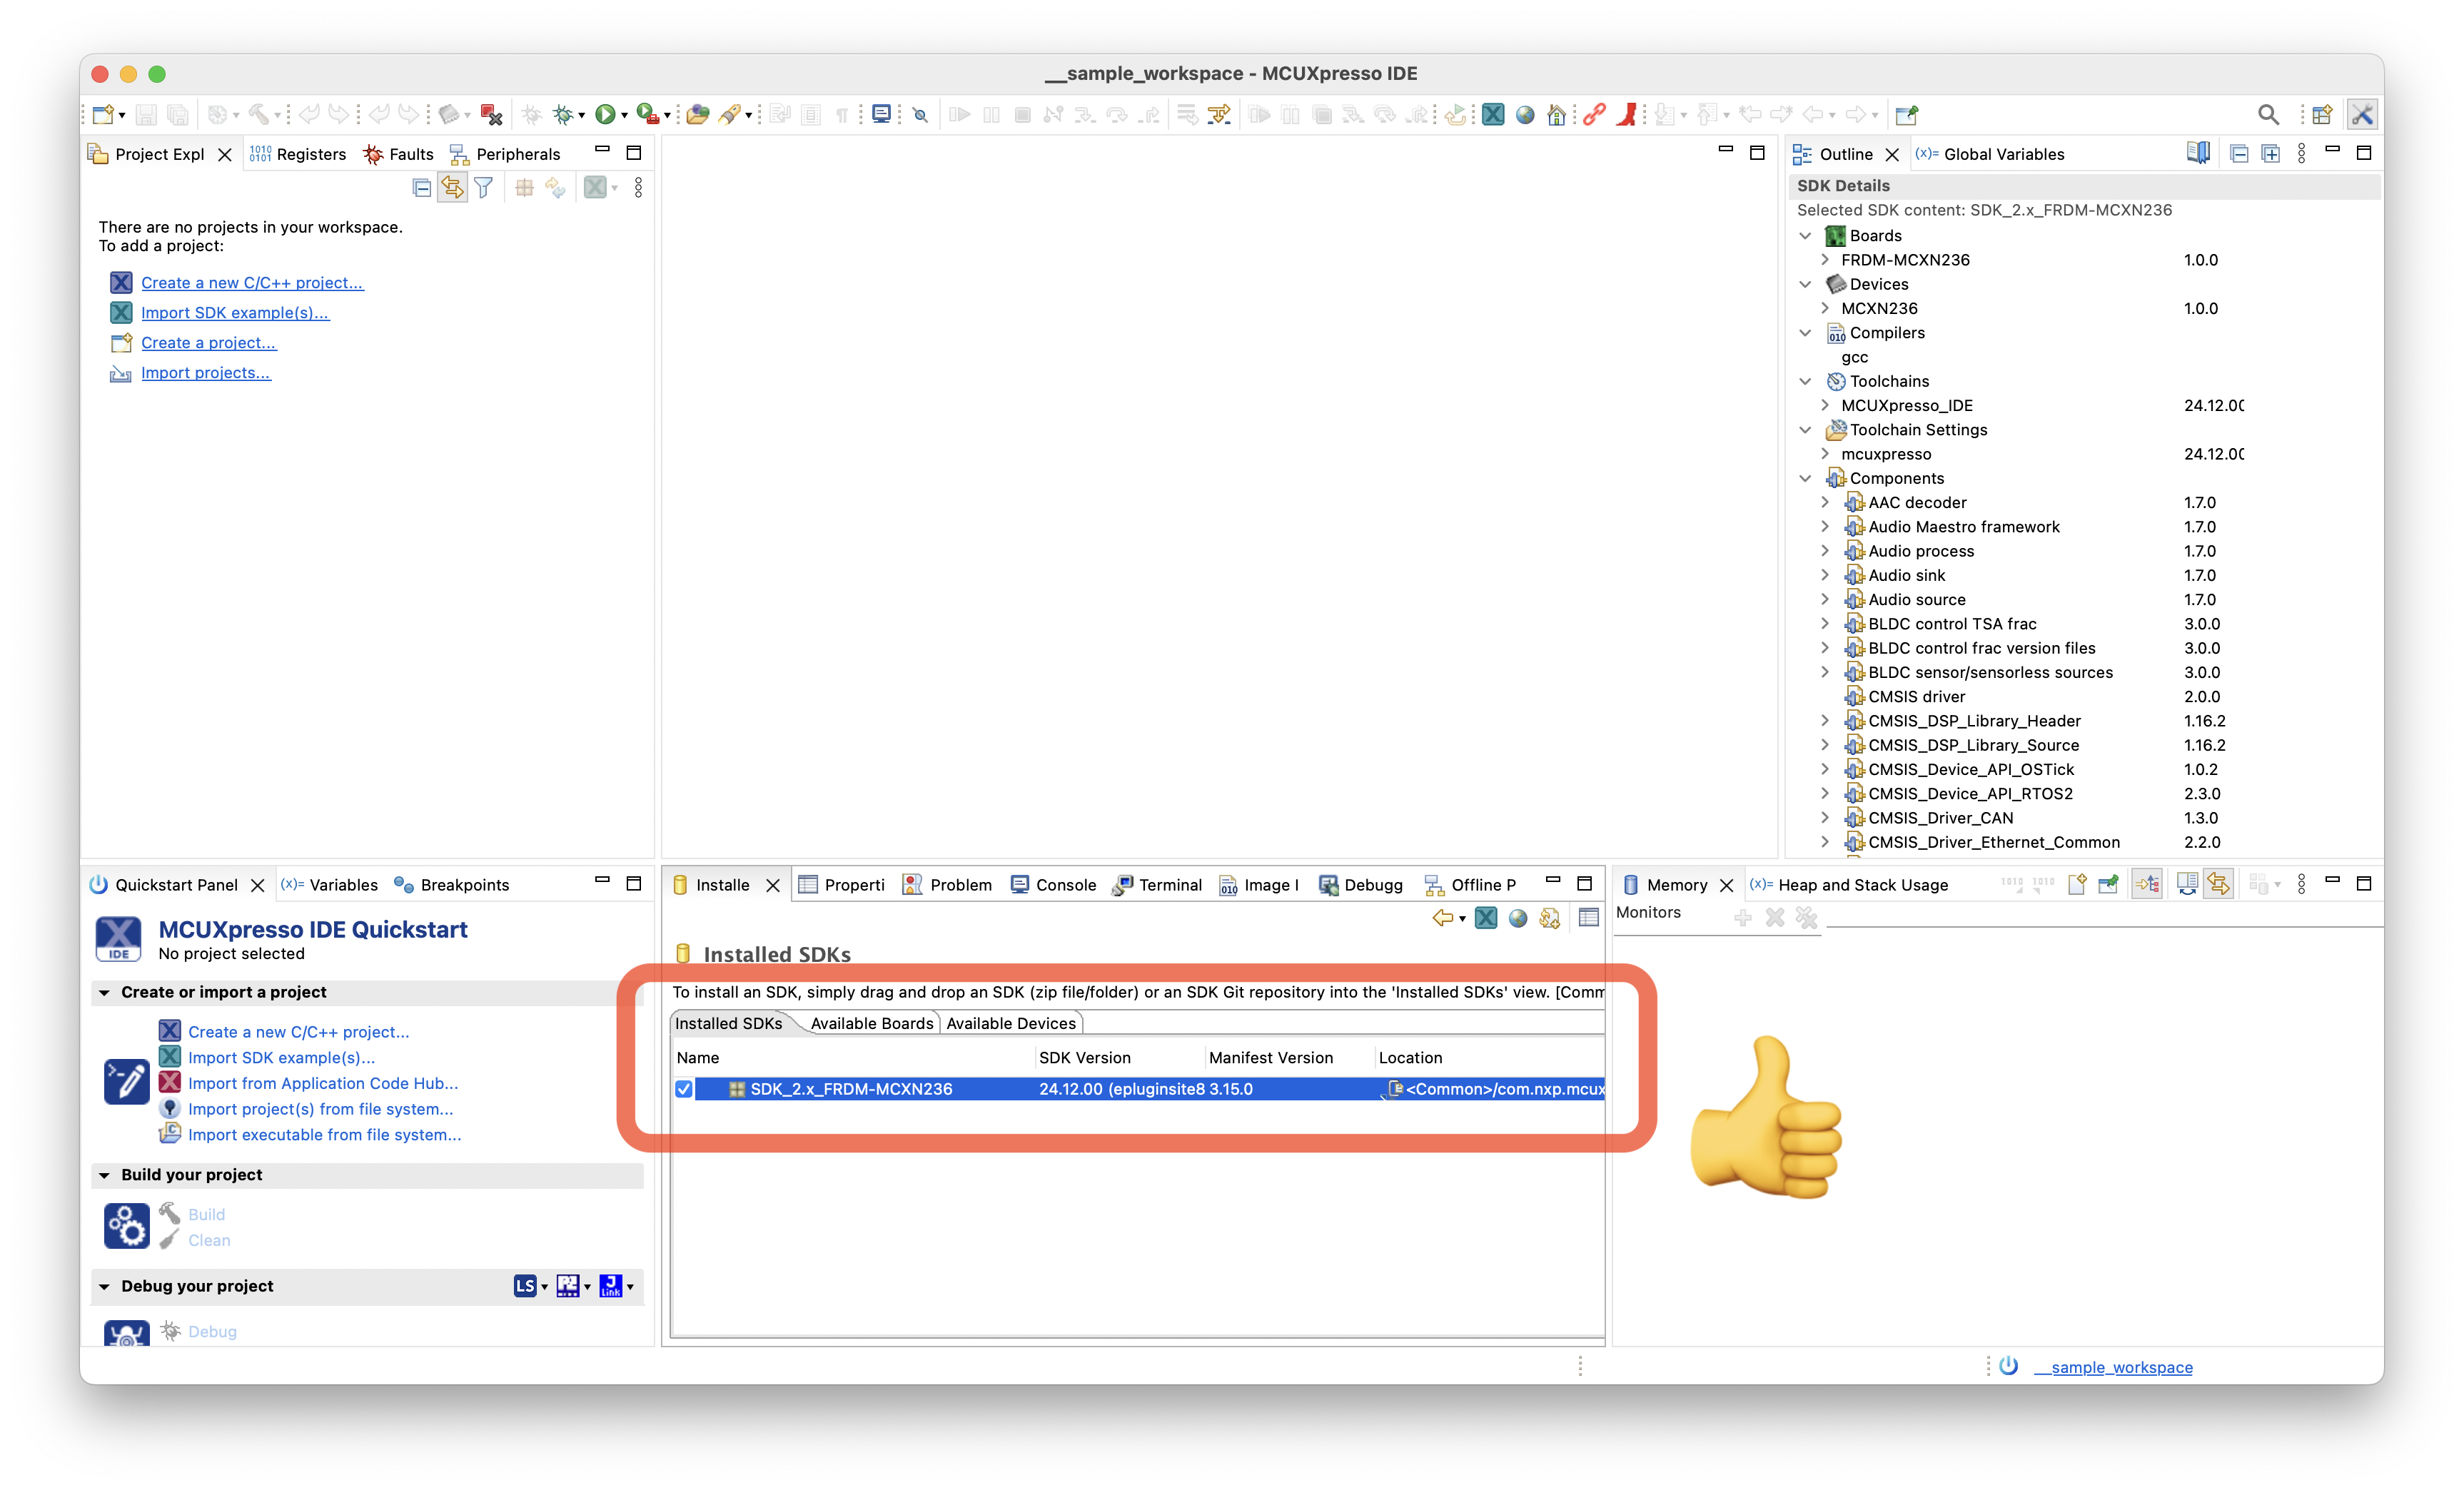 __sample_workspace - MCUXpresso IDE
Project Expl
Registers
Faults
Peripherals
There are no projects in your workspace.
To add a project:
Create a new C/C++ project...
Import SDK example(s)...
Create a project...
Import projects...
Outline
(x)= Global Variables
SDK Details
Selected SDK content: SDK_2.x_FRDM-MCXN236
Boards
FRDM-MCXN236 1.0.0
Devices
MCXN236 1.0.0
Compilers
gcc
Toolchains
MCUXpresso_IDE 24.12.00
Toolchain Settings
mcuxpresso 24.12.00
Components
AAC decoder 1.7.0
Audio Maestro framework 1.7.0
Audio process 1.7.0
Audio sink 1.7.0
Audio source 1.7.0
BLDC control TSA frac 3.0.0
BLDC control frac version files 3.0.0
BLDC sensor/sensorless sources 3.0.0
CMSIS driver 2.0.0
CMSIS_DSP_Library_Header 1.16.2
CMSIS_DSP_Library_Source 1.16.2
CMSIS_Device_API_OSTick 1.0.2
CMSIS_Device_API_RTOS2 2.3.0
CMSIS_Driver_CAN 1.3.0
CMSIS_Driver_Ethernet_Common 2.2.0
Quickstart Panel
(x)= Variables
Breakpoints
IDE
MCUXpresso IDE Quickstart
No project selected
Create or import a project
Create a new C/C++ project...
Import SDK example(s)...
Import from Application Code Hub...
Import project(s) from file system...
Import executable from file system...
Build your project
Build
Clean
Debug your project
LS
Link
Debug
Installe
Properti
Problem
Console
Terminal
Image I
Debugg
Offline P
Installed SDKs
To install an SDK, simply drag and drop an SDK (zip file/folder) or an SDK Git repository into the 'Installed SDKs' view. [Comm
Installed SDKs
Available Boards
Available Devices
Name SDK Version Manifest Version Location
SDK_2.x_FRDM-MCXN236 24.12.00 (epluginsite8 3.15.0 <Common>/com.nxp.mcux
Memory
(x)= Heap and Stack Usage
Monitors
__sample_workspace